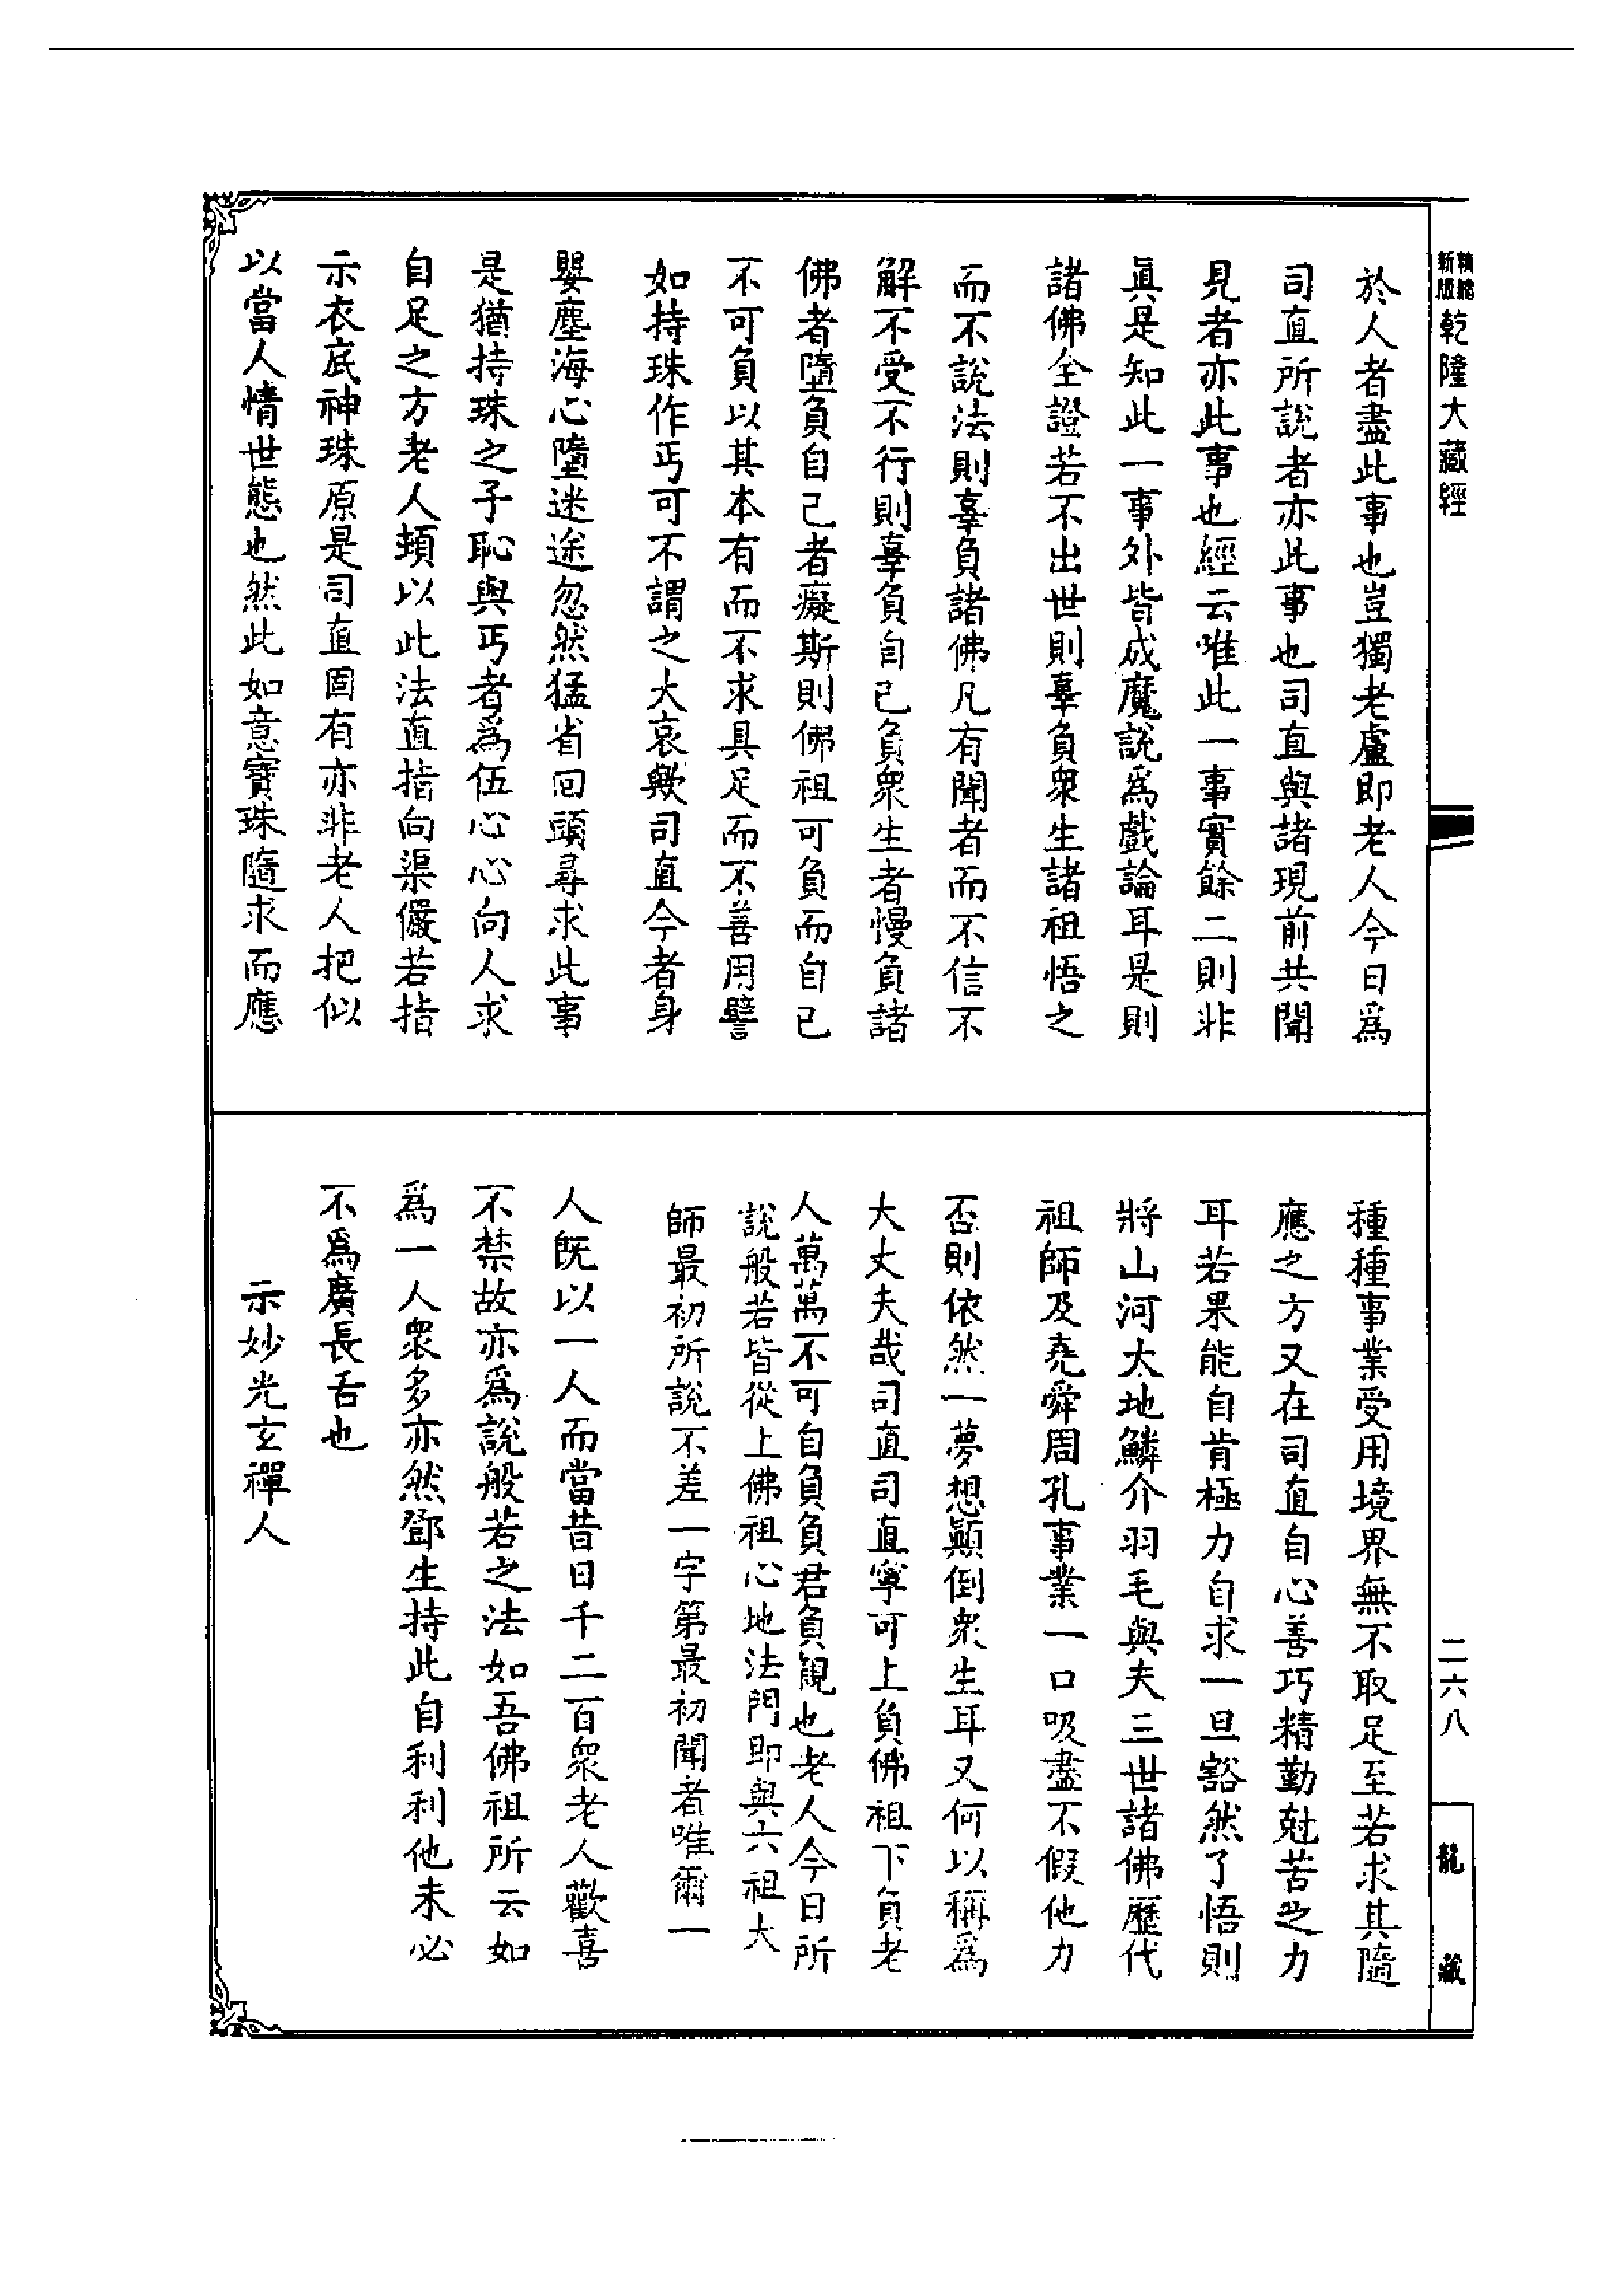 新版精縮乾隆大藏經
於人者盡此事也豈獨老盧即老人今日爲
司直所說者亦此事也司直與諸現前共聞
見者亦此事也經云唯此一事實餘二則非
眞是知此一事外皆成魔說爲戲論耳是則
諸佛全證若不出世則辜負衆生諸祖悟之
而不說法則辜負諸佛凡有聞者而不信不
解不受不行則辜負自己負衆生者慢負諸
佛者墮負自己者癡斯則佛祖可負而自己
不可負以其本有而不求具足而不善用譬
如持珠作丐可不謂之大哀歟司直今者身
嬰塵海心墮迷途忽然猛省回頭尋求此事
是猶持珠之子恥與丐者爲伍心心向人求
自足之方老人頓以此法直指向渠儼若指
示衣底神珠原是司直固有亦非老人把似
以當人情世態也然此如意寶珠隨求而應
種種事業受用境界無不取足至若求其隨
應之方又在司直自心善巧精勤尅苦之力
耳若果能自肯極力自求一旦豁然了悟則
將山河大地鱗介羽毛與夫三世諸佛歷代
祖師及堯舜周孔事業一口吸盡不假他力
否則依然一夢想顚倒衆生耳又何以稱爲
大丈夫哉司直司直寧可上負佛祖下負老
人萬萬不可自負負君負親也老人今日所
說般若皆從上佛祖心地法門即與六祖大
師最初所說不差一字第最初聞者唯爾一
人旣以一人而當昔日千二百衆老人歡喜
不禁故亦爲說般若之法如吾佛祖所云如
爲一人衆多亦然鄧生持此自利利他未必
不爲廣長舌也
示妙光玄禪人
二六八
龍藏